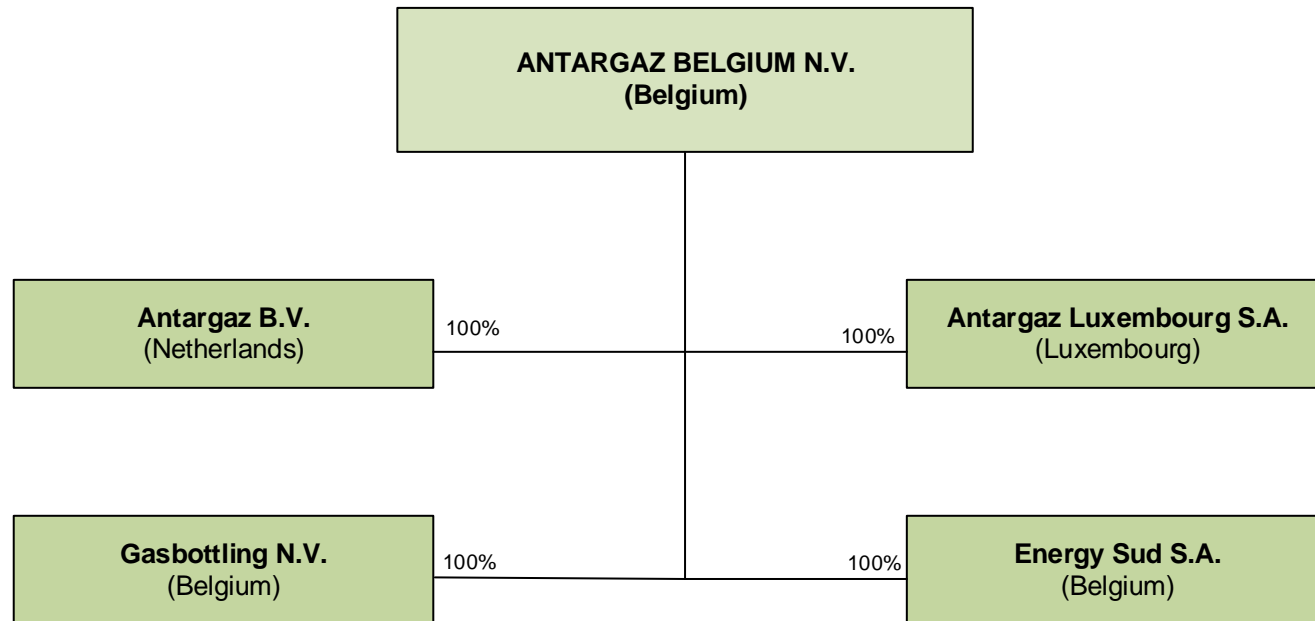 ANTARGAZ BELGIUM N.V.
(Belgium)
Antargaz B.V.
(Netherlands)
100%
100%
Antargaz Luxembourg S.A.
(Luxembourg)
Gasbottling N.V.
(Belgium)
100%
100%
Energy Sud S.A.
(Belgium)